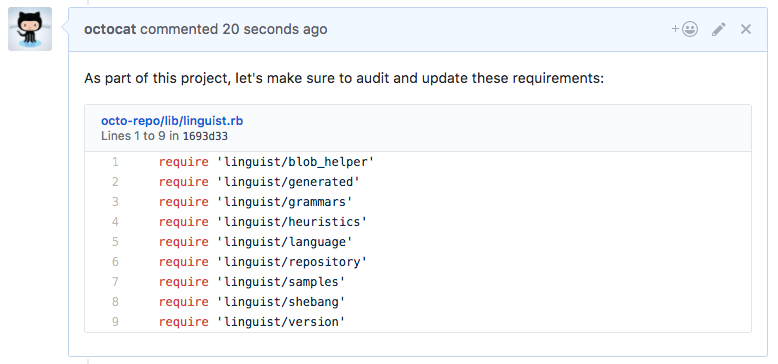 octocat commented 20 seconds ago
As part of this project, let's make sure to audit and update these requirements:
octo-repo/lib/linguist.rb
Lines 1 to 9 in 1693d33
1 require 'linguist/blob_helper'
2 require 'linguist/generated'
3 require 'linguist/grammars'
4 require 'linguist/heuristics'
5 require 'linguist/language'
6 require 'linguist/repository'
7 require 'linguist/samples'
8 require 'linguist/shebang'
9 require 'linguist/version'